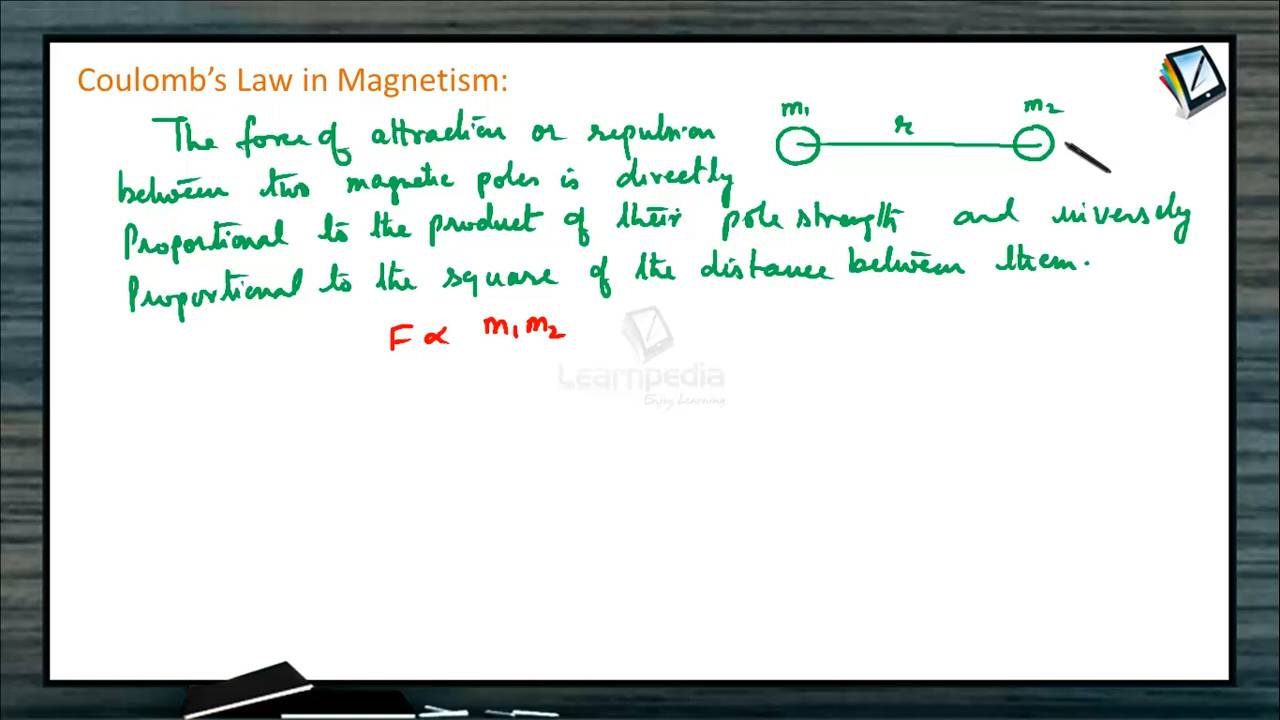 Coulomb's Law in Magnetism:
m1 r m2
The force of attraction or repulsion
between two magnetic poles is directly
Proportional to the product of their pole strength and inversely
Proportional to the square of the distance between them.
F ∝ m1 m2
Learnpedia
Enjoy Learning